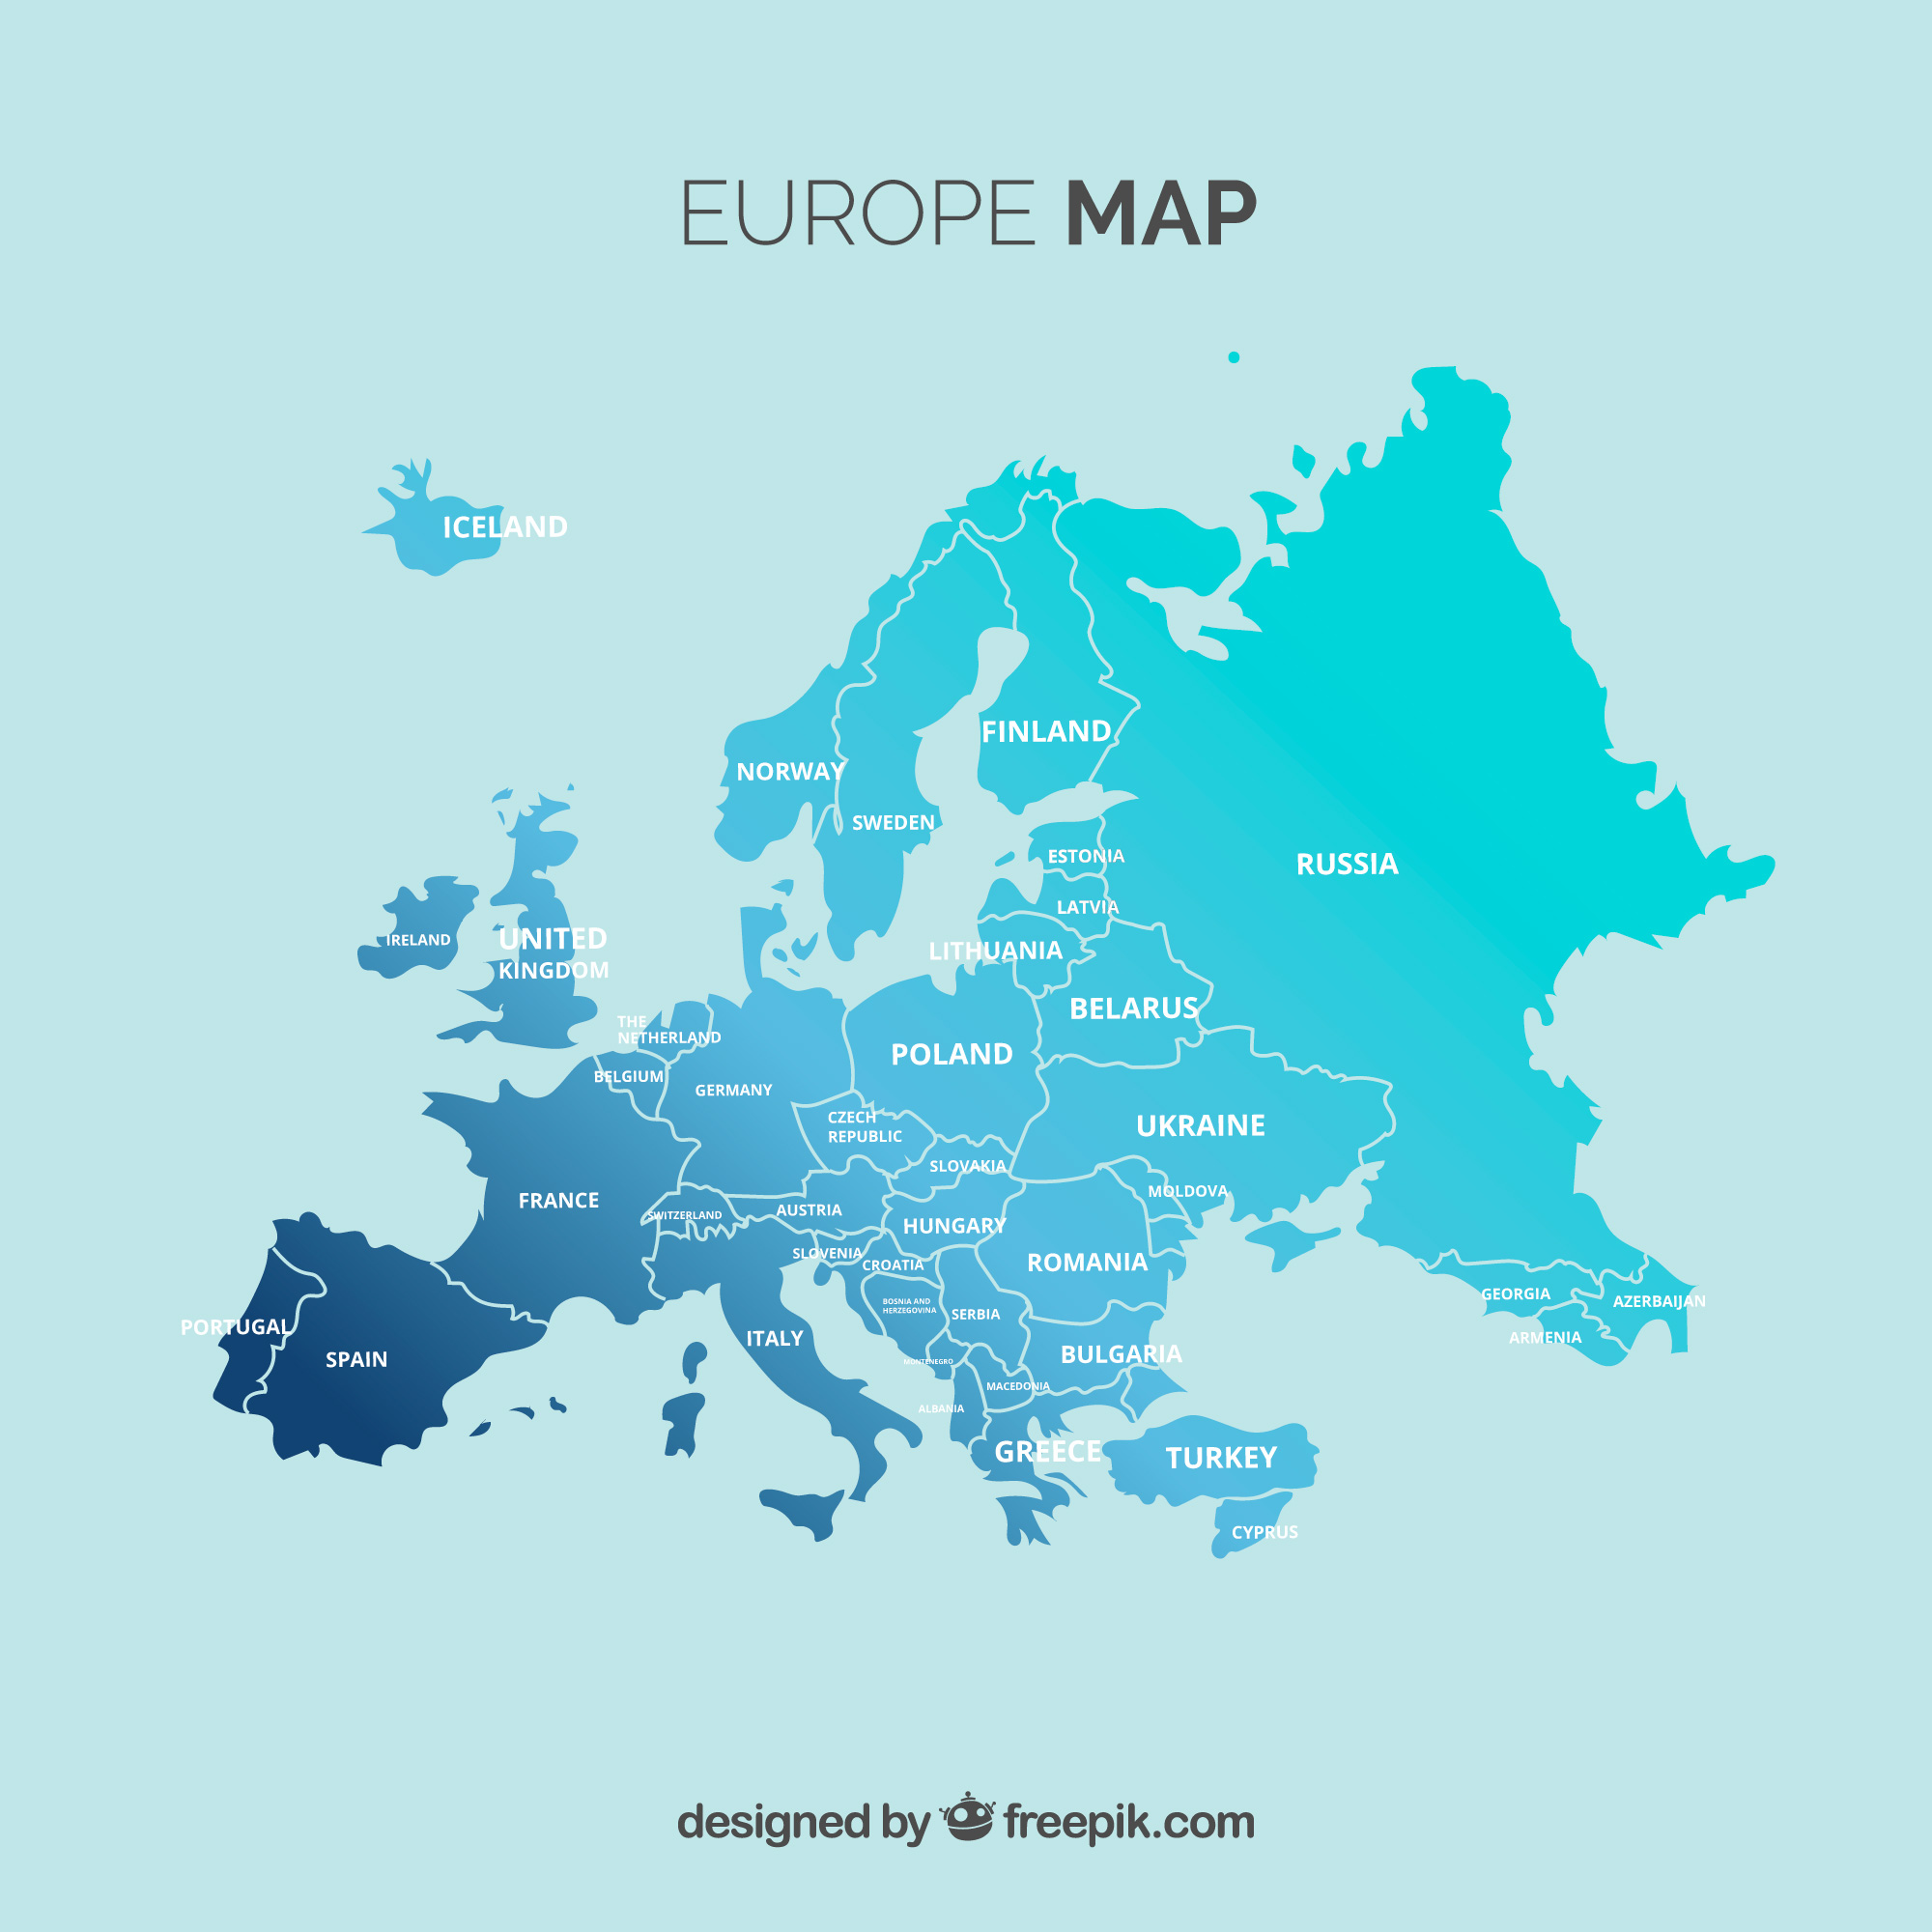 EUROPE MAP
ICELAND
NORWAY
FINLAND
SWEDEN
ESTONIA
RUSSIA
LATVIA
IRELAND
UNITED
KINGDOM
LITHUANIA
BELARUS
THE
NETHERLAND
POLAND
BELGIUM
GERMANY
CZECH
REPUBLIC
UKRAINE
SLOVAKIA
FRANCE
MOLDOVA
SWITZERLAND
AUSTRIA
HUNGARY
SLOVENIA
CROATIA
ROMANIA
GEORGIA
AZERBAIJAN
BOSNIA AND
HERZEGOVINA
SERBIA
PORTUGAL
ITALY
ARMENIA
SPAIN
MONTENEGRO
BULGARIA
MACEDONIA
ALBANIA
GREECE
TURKEY
CYPRUS
designed by freepik.com